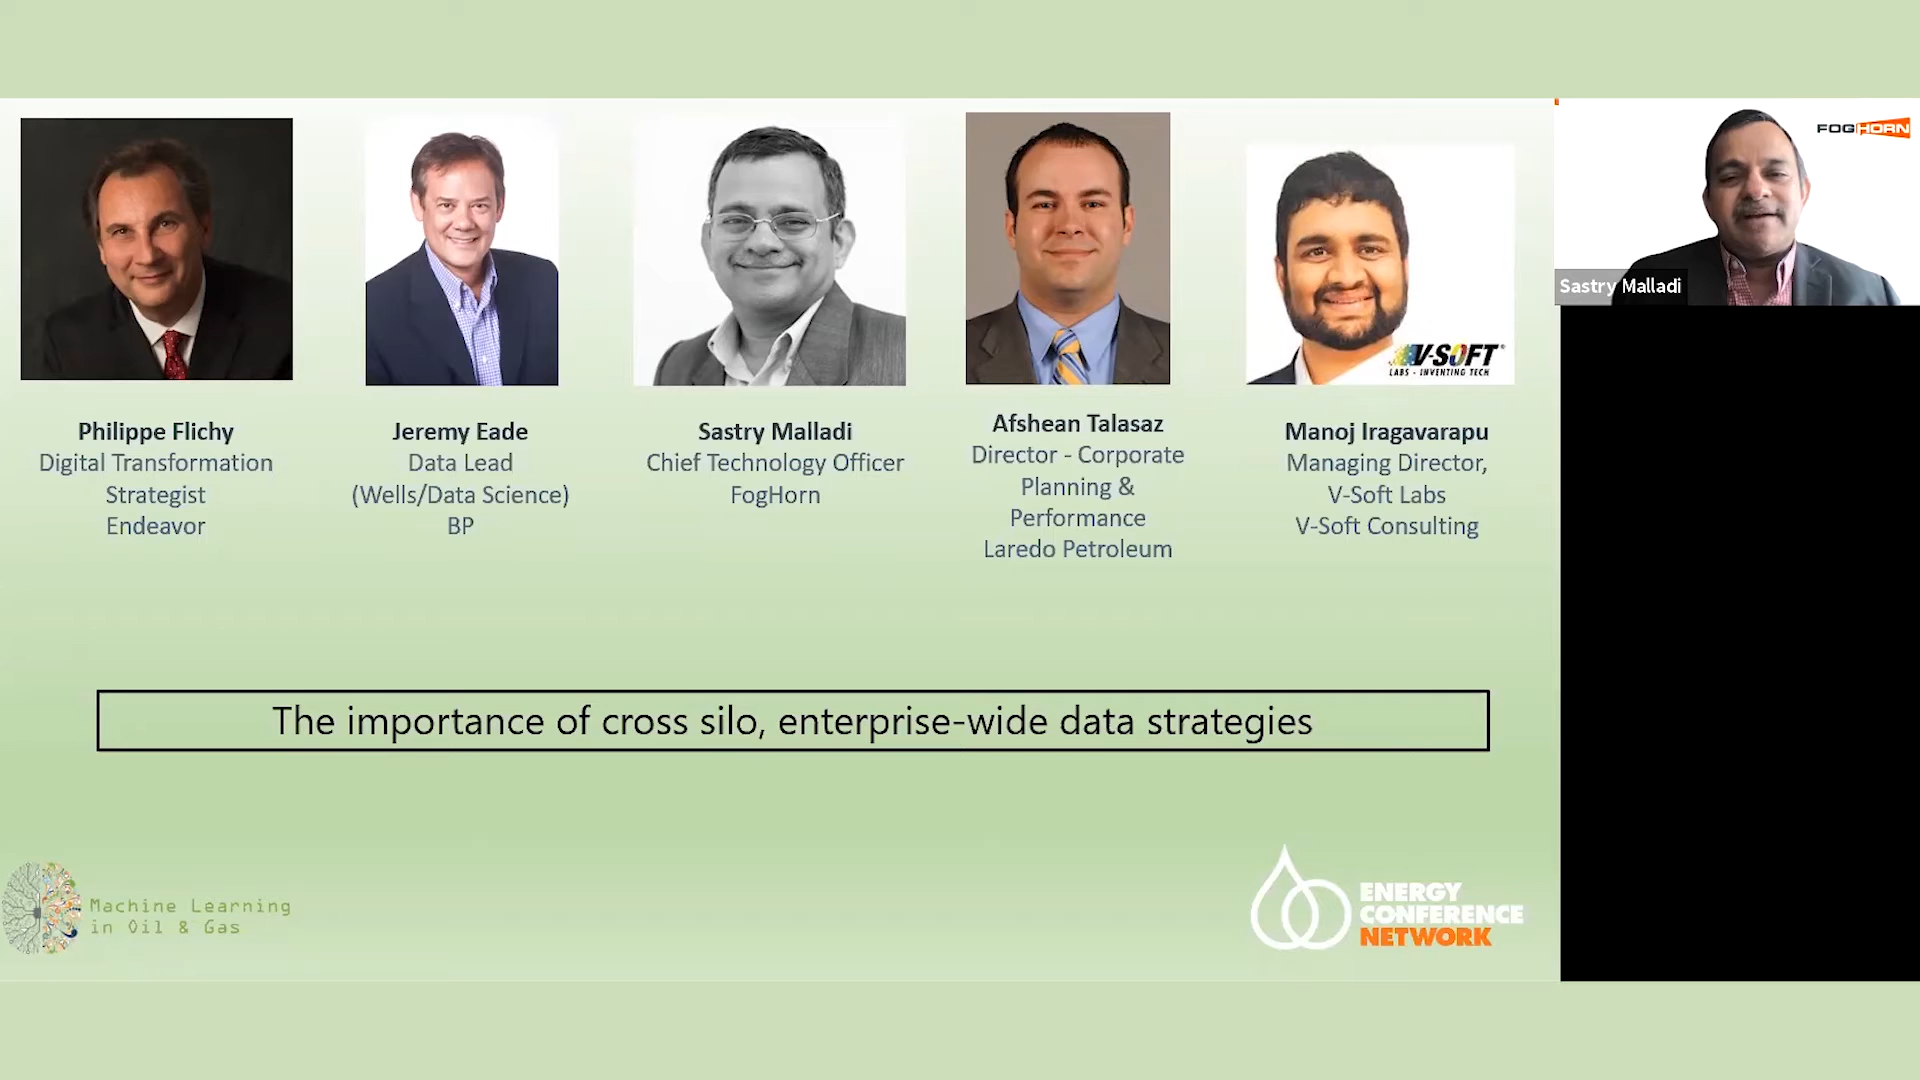 FOGHORN
Sastry Malladi
V-SOFT
LABS - INVENTING TECH
Philippe Flichy
Digital Transformation
Strategist
Endeavor
Jeremy Eade
Data Lead
(Wells/Data Science)
BP
Sastry Malladi
Chief Technology Officer
FogHorn
Afshean Talasaz
Director - Corporate
Planning &
Performance
Laredo Petroleum
Manoj Iragavarapu
Managing Director,
V-Soft Labs
V-Soft Consulting
The importance of cross silo, enterprise-wide data strategies
Machine Learning
in Oil & Gas
ENERGY
CONFERENCE
NETWORK